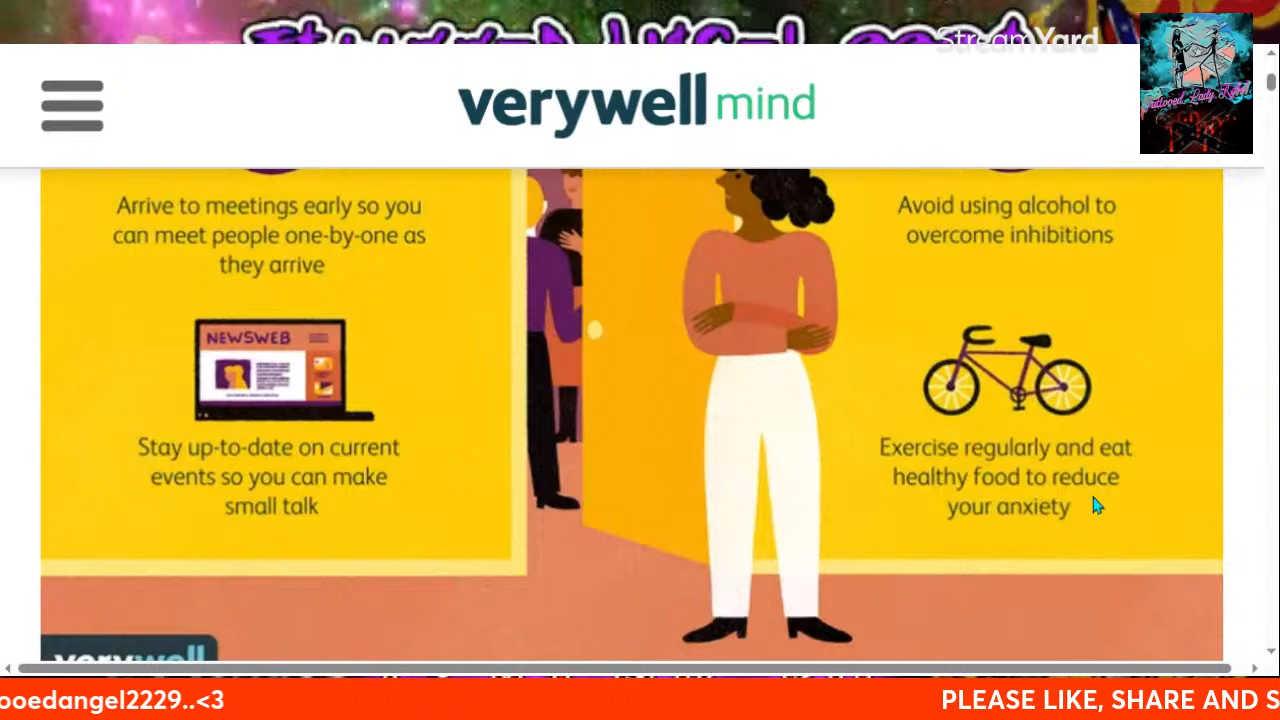 StreamYard
verywell mind
Arrive to meetings early so you
can meet people one-by-one as
they arrive
NEWSWEB
Stay up-to-date on current
events so you can make
small talk
Avoid using alcohol to
overcome inhibitions
Exercise regularly and eat
healthy food to reduce
your anxiety
verywell
ooedangel2229..<3
PLEASE LIKE, SHARE AND S